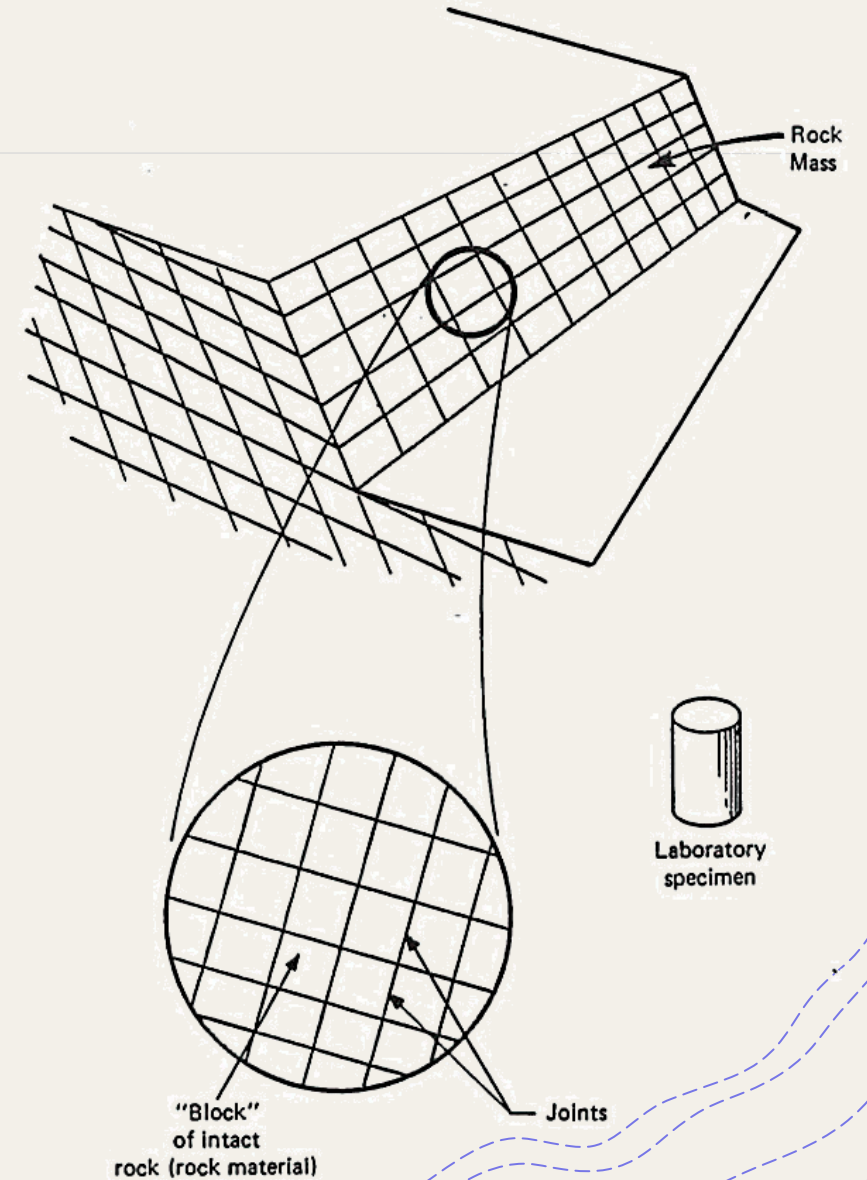 Rock
Mass
Laboratory
specimen
"Block"
of intact
rock (rock material)
Joints